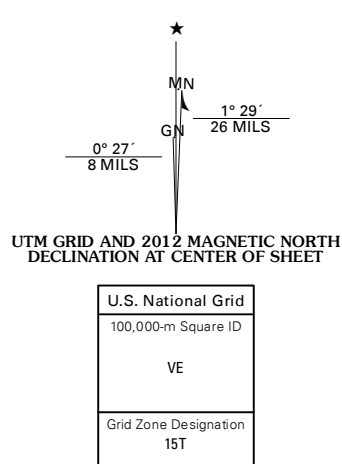 ★
MN
1° 29´
GN
26 MILS
0° 27´
8 MILS
UTM GRID AND 2012 MAGNETIC NORTH
DECLINATION AT CENTER OF SHEET
U.S. National Grid
100,000-m Square ID
VE
Grid Zone Designation
15T